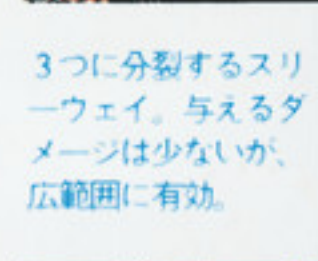 3つに分裂するスリ
ーウェイ。与えるダ
メージは少ないが、
広範囲に有効。